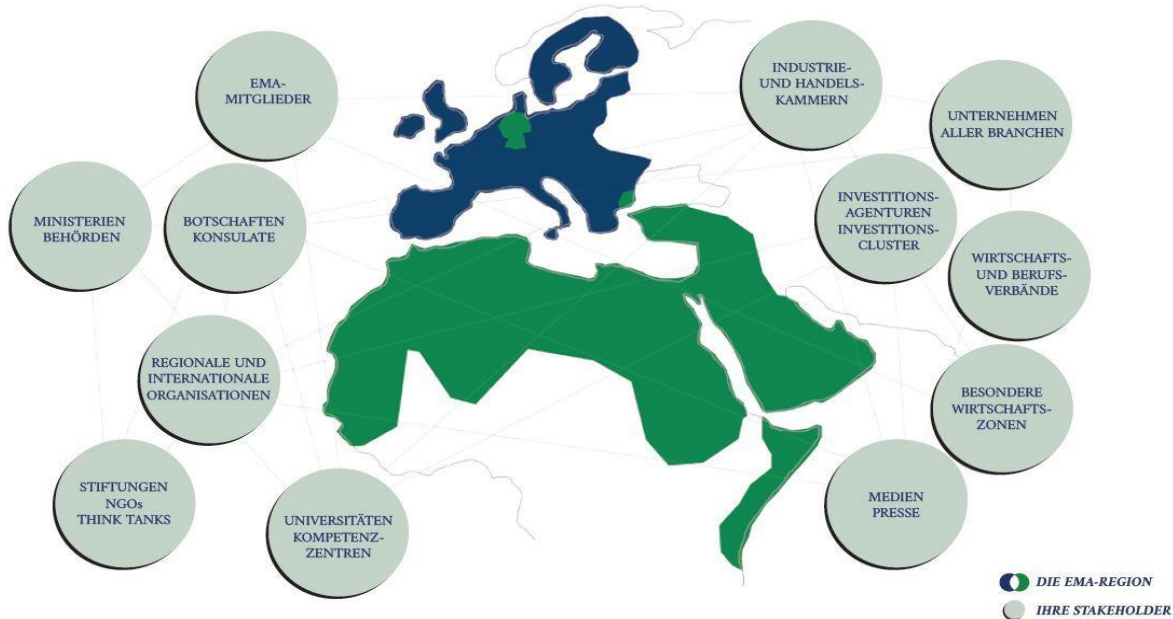 EMA-
MITGLIEDER
MINISTERIEN
BEHÖRDEN
BOTSCHAFTEN
KONSULATE
REGIONALE UND
INTERNATIONALE
ORGANISATIONEN
STIFTUNGEN
NGOs
THINK TANKS
UNIVERSITÄTEN
KOMPETENZ-
ZENTREN
INDUSTRIE-
UND HANDELS-
KAMMERN
UNTERNEHMEN
ALLER BRANCHEN
INVESTITIONS-
AGENTUREN
INVESTITIONS-
CLUSTER
WIRTSCHAFTS-
UND BERUFS-
VERBÄNDE
BESONDERE
WIRTSCHAFTS-
ZONEN
MEDIEN
PRESSE
DIE EMA-REGION
IHRE STAKEHOLDER